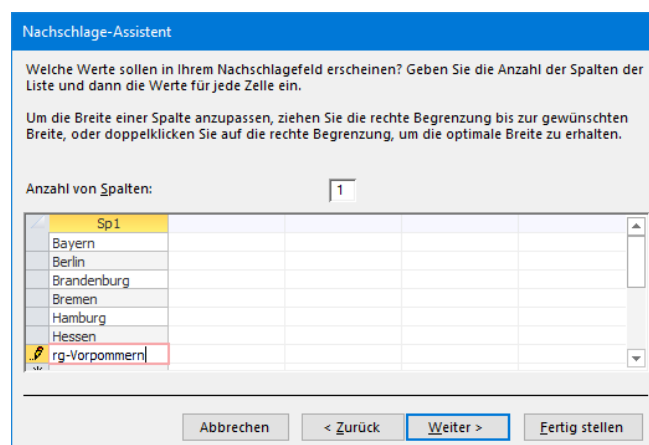 Nachschlage-Assistent
Welche Werte sollen in Ihrem Nachschlagefeld erscheinen? Geben Sie die Anzahl der Spalten der
Liste und dann die Werte für jede Zelle ein.
Um die Breite einer Spalte anzupassen, ziehen Sie die rechte Begrenzung bis zur gewünschten
Breite, oder doppelklicken Sie auf die rechte Begrenzung, um die optimale Breite zu erhalten.
Anzahl von Spalten: 1
Sp1
Bayern
Berlin
Brandenburg
Bremen
Hamburg
Hessen
rg-Vorpommern
Abbrechen < Zurück Weiter > Fertig stellen